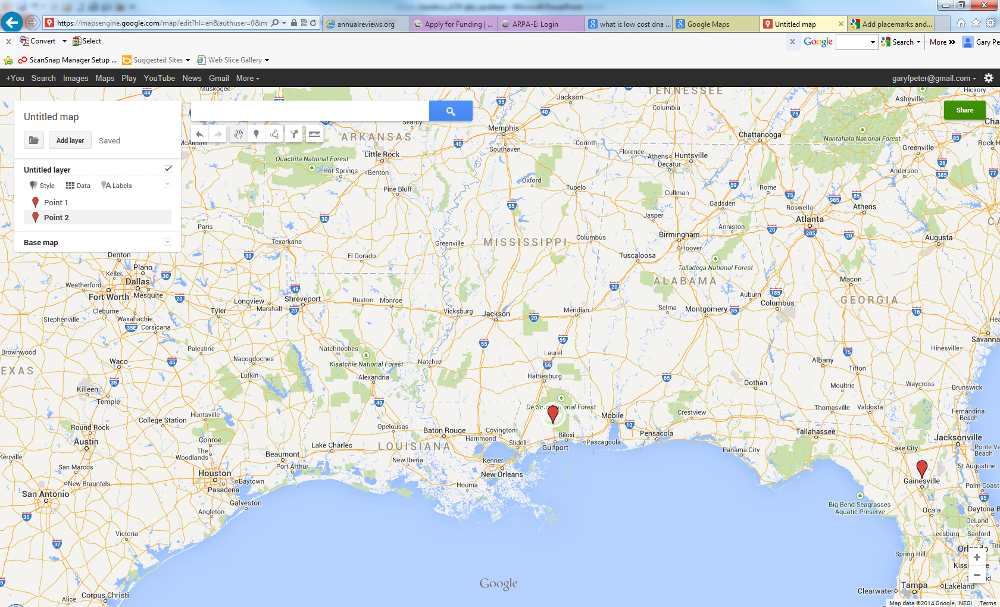 https://mapsengine.google.com/map/edit?hl=en&authuser=0&m
annualreviews.org
Apply for Funding | ...
ARPA-E: Login
what is low cost dna ...
Google Maps
Untitled map
Add placemarks and...
x Convert Select
x Google Search More » Gary Pe
ScanSnap Manager Setup ... Suggested Sites Web Slice Gallery
+You Search Images Maps Play YouTube News Gmail More
garyfpeter@gmail.com
Untitled map
Add layer Saved
Untitled layer
Style Data Labels
Point 1
Point 2
Base map
Share
TENNESSEE
ARKANSAS
MISSISSIPPI
ALABAMA
GEORGIA
LOUISIANA
EXAS
CA
Muskogee
McAlester
Searcy
Little Rock
Ouachita National Forest
Hot Springs
Benton
Pine Bluff
Memphis
Southaven
Jackson
Columbia
Corinth
Florence
Athens
Decatur
Huntsville
Chattanooga
Asheville
Hickory
Cha
Rock H
Nantahala National Forest
Greenville
Anderson
Oxford
Tupelo
Cullman
Gadsden
Rome
Jasper
Anniston
Roswell
Athens
Atlanta
Augusta
Birmingham
Hoover
Tuscaloosa
Talladega National Forest
Columbus
Greenville
El Dorado
Texarkana
Paris
Denton
Plano
Keller
Dallas
Weatherford
Fort Worth
Mesquite
Cleburne
Waxahachie
Stephenville
Corsicana
Tyler
Longview
Marshall
Shreveport
Ruston
Monroe
Vicksburg
Jackson
Meridian
Selma
Montgomery
Auburn
Columbus
Macon
Savanna
Hinesville
Brownwood
Waco
Palestine
Nacogdoches
Lufkin
Natchitoches
Kisatchie National Forest
Alexandria
Natchez
Laurel
Hattiesburg
De So National Forest
Dothan
Albany
Tifton
Moultrie
Waycross
Brunswick
Thomasville
Valdosta
Fernandina
Beach
Killeen
Temple
Huntsville
College Station
Round Rock
Austin
Conroe
The
Woodlands
Beaumont
Port Arthur
Lake Charles
Opelousas
Baton Rouge
Hammond
Covington
Slidell
Kenner
New Orleans
New Iberia
Houma
Biloxi
Gulfport
Pascagoula
Mobile
Pensacola
Crestview
Panama City
Tallahassee
Lake City
Jacksonville
Ponte Ve
Beach
St Augustine
Gainesville
Palm Coast
Big Bend Seagrasses
Aquatic Preserve
Ocala
Daytona B
DeLand
Leesburg
Sanford
Orlando
Titu
Spring Hill
Kissi
Tampa
Clearwater
Lakeland
Kerrville
San Marcos
New Braunfels
San Antonio
Houston
Baytown
Pasadena
Galveston
Angleton
Victoria
Alice
Corpus Christi
44
40
55
40
40
75
85
26
385
77
59
75
985
85
55
30
30
30
20
285
20
49
20
20
20
20
185
85
16
35E
45
35
55
59
59
65
75
49
10
35
37
95
Google
Map data ©2014 Google, INEGI Terms